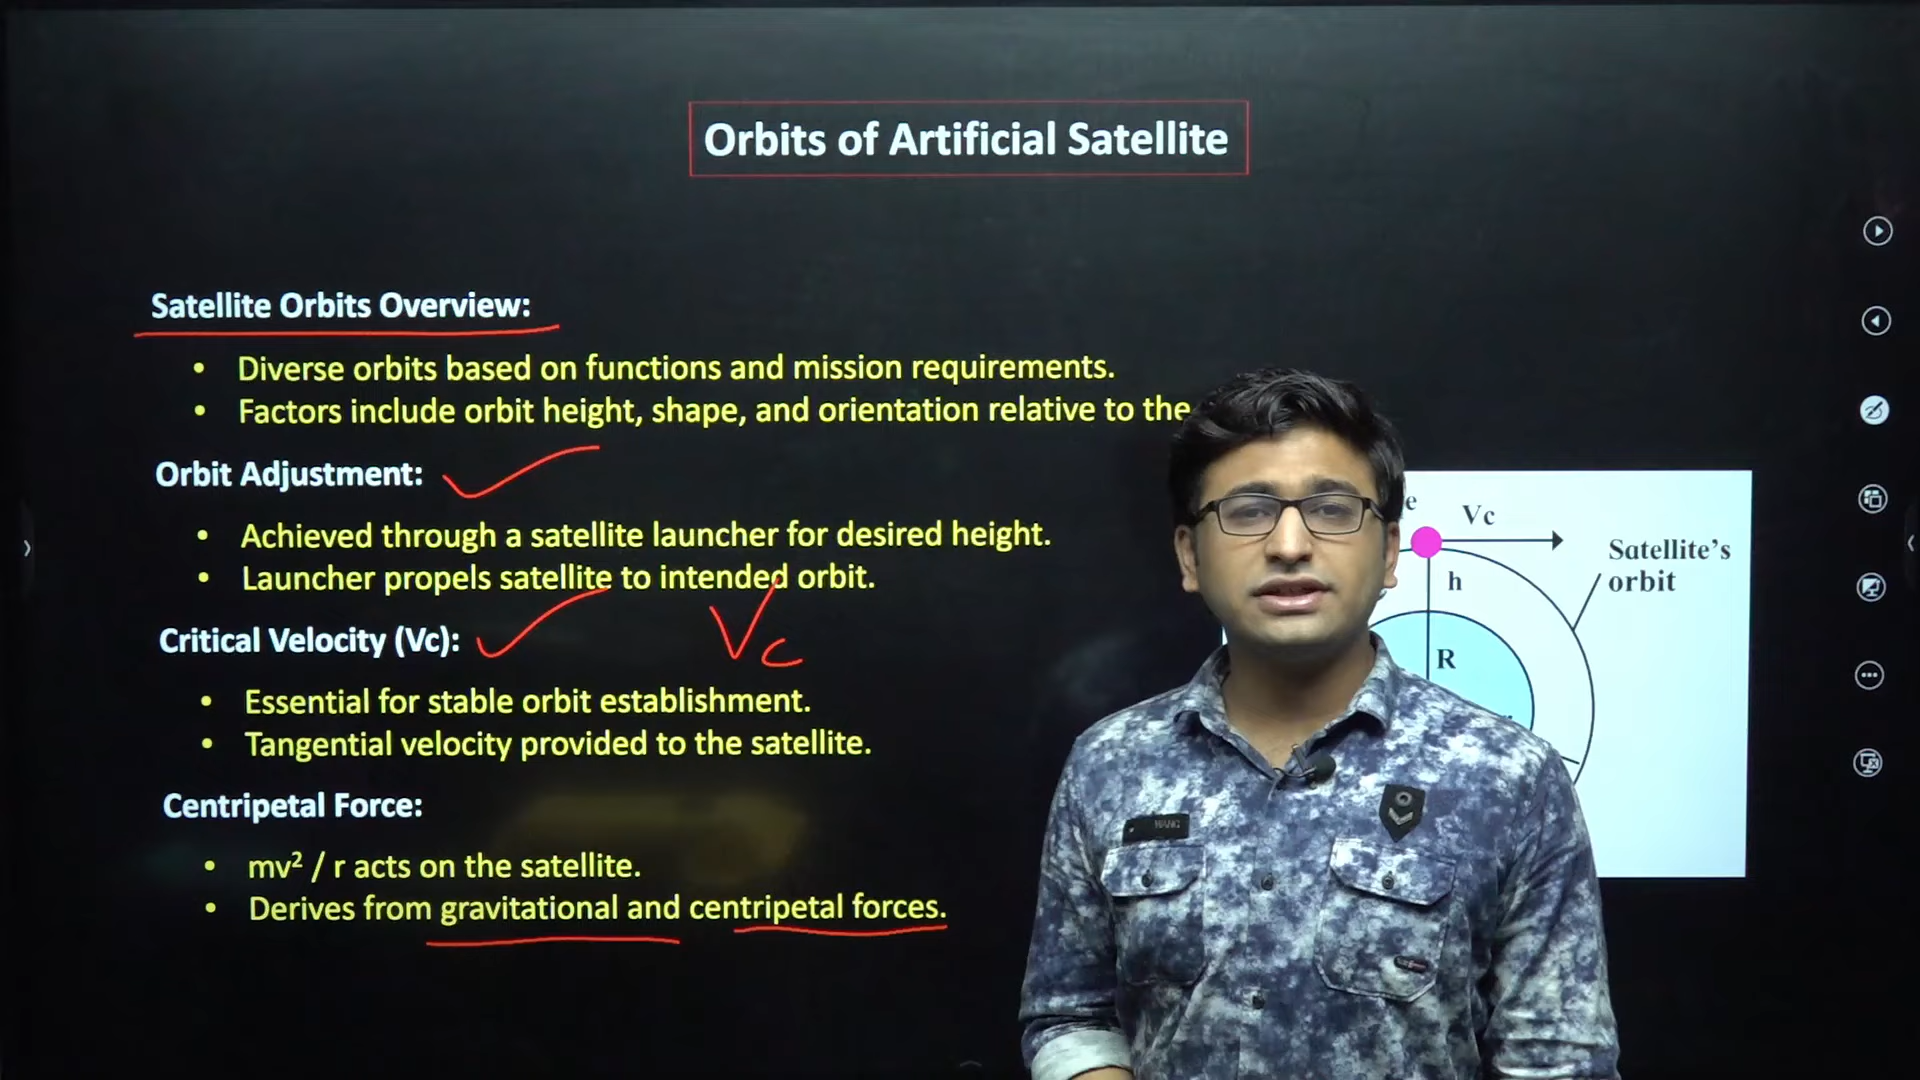 Orbits of Artificial Satellite
Satellite Orbits Overview:
• Diverse orbits based on functions and mission requirements.
• Factors include orbit height, shape, and orientation relative to the
Orbit Adjustment:
• Achieved through a satellite launcher for desired height.
• Launcher propels satellite to intended orbit.
Critical Velocity (Vc):
Vc
• Essential for stable orbit establishment.
• Tangential velocity provided to the satellite.
Centripetal Force:
• mv² / r acts on the satellite.
• Derives from gravitational and centripetal forces.
Vc
Satellite's
orbit
h
R